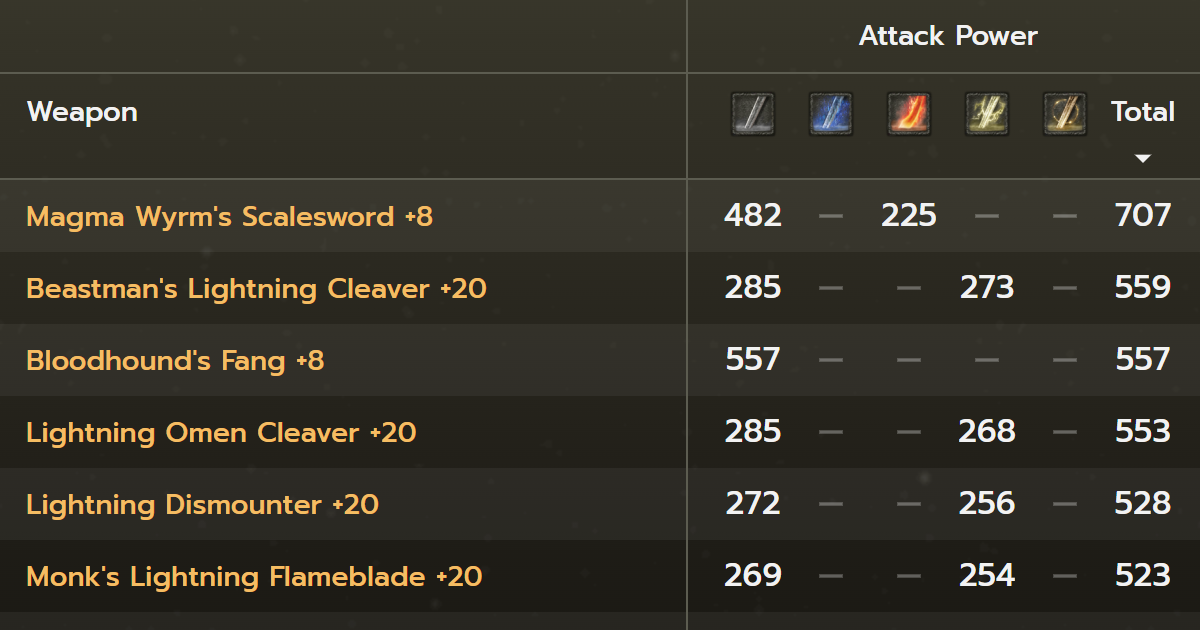 Attack Power
Weapon Total
Magma Wyrm's Scalesword +8 482 — 225 — — 707
Beastman's Lightning Cleaver +20 285 — — 273 — 559
Bloodhound's Fang +8 557 — — — — 557
Lightning Omen Cleaver +20 285 — — 268 — 553
Lightning Dismounter +20 272 — — 256 — 528
Monk's Lightning Flameblade +20 269 — — 254 — 523